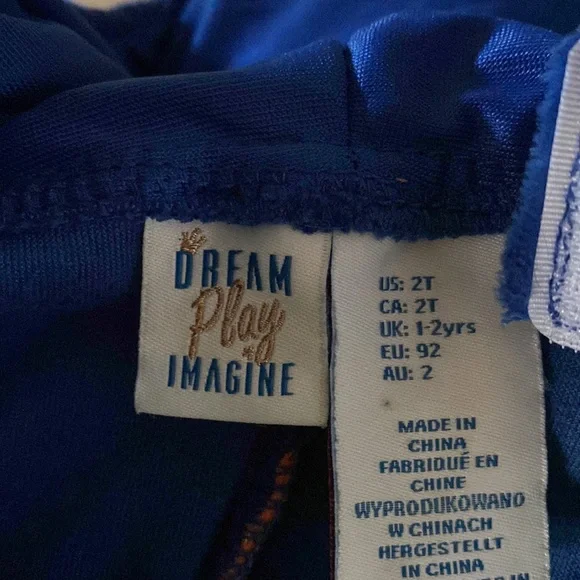 DREAM
Play
IMAGINE
US: 2T
CA: 2T
UK: 1-2yrs
EU: 92
AU: 2
MADE IN
CHINA
FABRIQUÉ EN
CHINE
WYPRODUKOWANO
W CHINACH
HERGESTELLT
IN CHINA